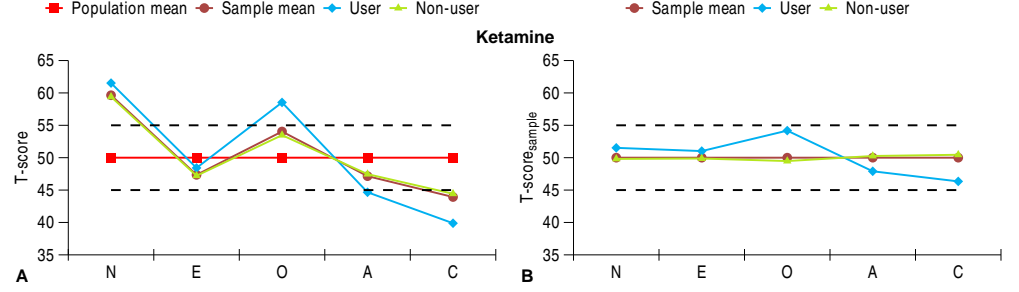 Population mean Sample mean User Non-user
Sample mean User Non-user
Ketamine
T-score
65
60
55
50
45
40
35
N E O A C
A
T-scoresample
65
60
55
50
45
40
35
N E O A C
B